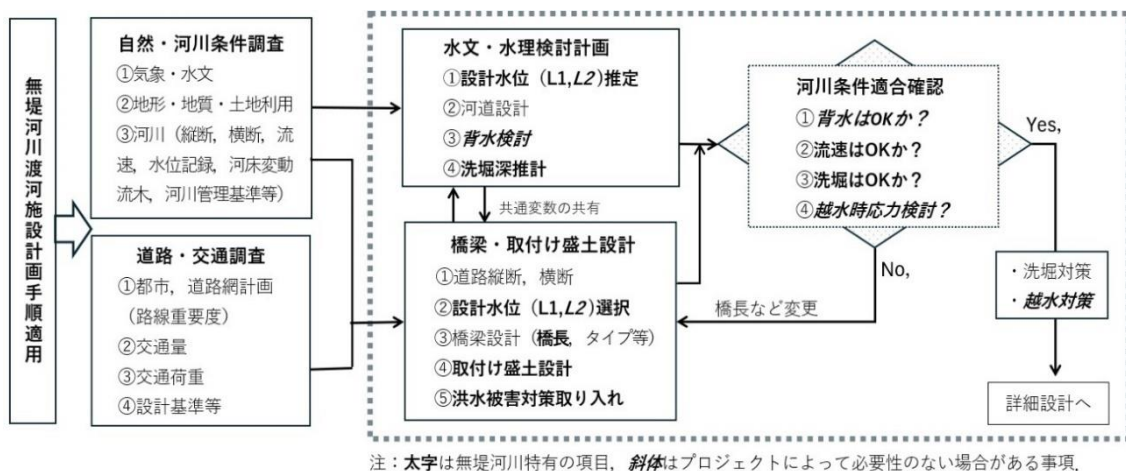 無堤河川渡河施設計画手順適用
自然・河川条件調査
①気象・水文
②地形・地質・土地利用
③河川（縦断，横断，流
速，水位記録，河床変動
流木，河川管理基準等）
道路・交通調査
①都市，道路網計画
（路線重要度）
②交通量
③交通荷重
④設計基準等
水文・水理検討計画
①設計水位（L1,L2）推定
②河道設計
③背水検討
④洗堀深推計
共通変数の共有
橋梁・取付け盛土設計
①道路縦断，横断
②設計水位（L1,L2）選択
③橋梁設計（橋長，タイプ等）
④取付け盛土設計
⑤洪水被害対策取り入れ
河川条件適合確認
①背水はOKか？
②流速はOKか？
③洗堀はOKか？
④越水時応力検討？
Yes,
No,
橋長など変更
・洗堀対策
・越水対策
詳細設計へ
注：太字は無堤河川特有の項目，斜体はプロジェクトによって必要性のない場合がある事項